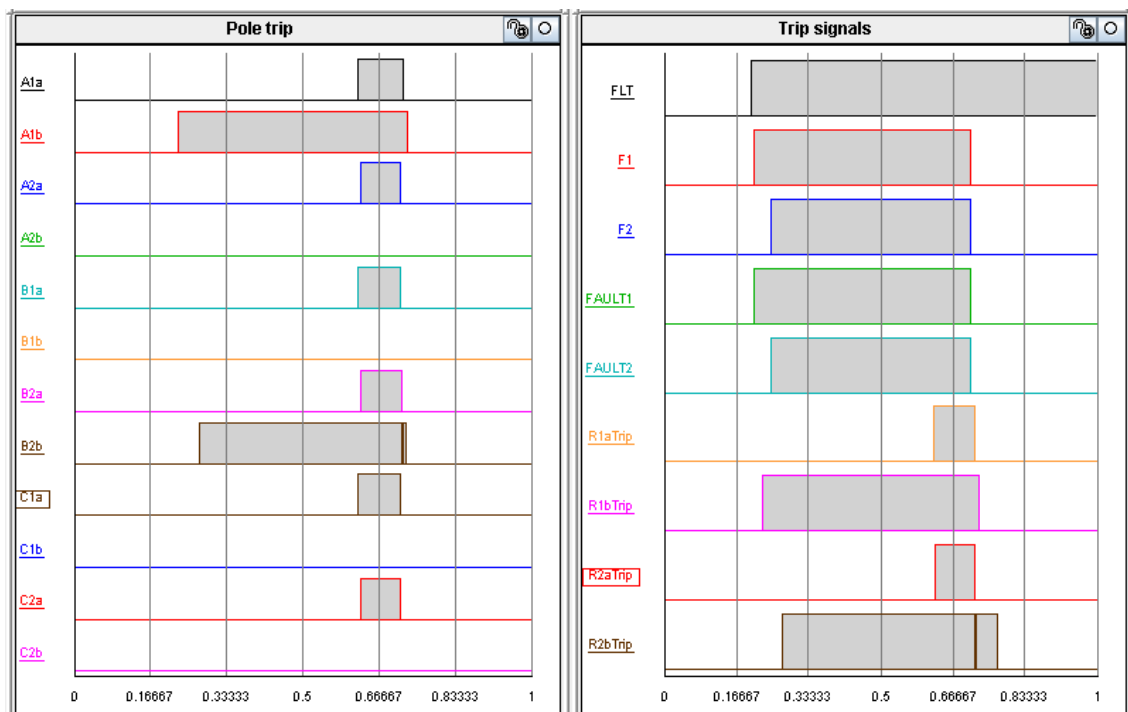 Pole trip
A1a
A1b
A2a
A2b
B1a
B1b
B2a
B2b
C1a
C1b
C2a
C2b
0 0.16667 0.33333 0.5 0.66667 0.83333 1
Trip signals
FLT
F1
F2
FAULT1
FAULT2
R1aTrip
R1bTrip
R2aTrip
R2bTrip
0 0.16667 0.33333 0.5 0.66667 0.83333 1